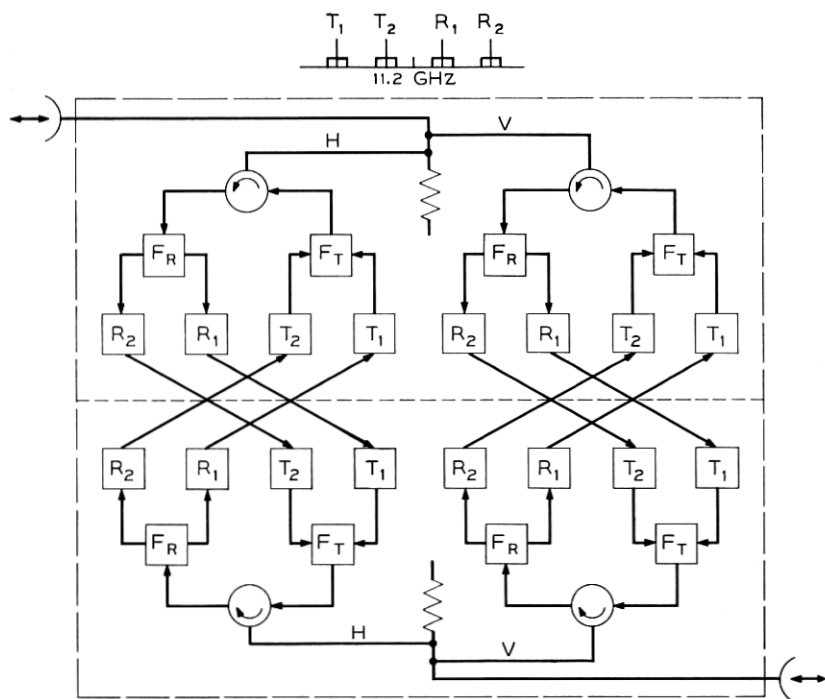 T1 T2 R1 R2
11.2 GHz
H V
FR FT FR FT
R2 R1 T2 T1 R2 R1 T2 T1
R2 R1 T2 T1 R2 R1 T2 T1
FR FT FR FT
H V